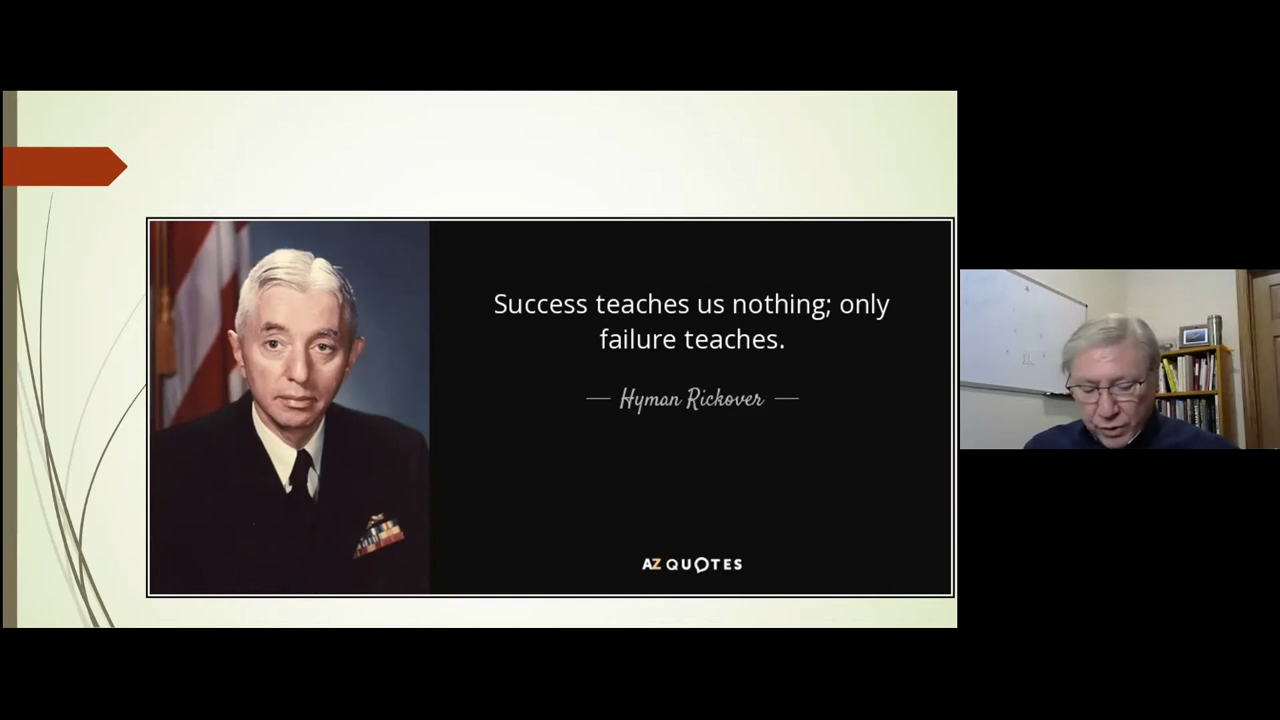 Success teaches us nothing; only
failure teaches.
Hyman Rickover
AZ QUOTES